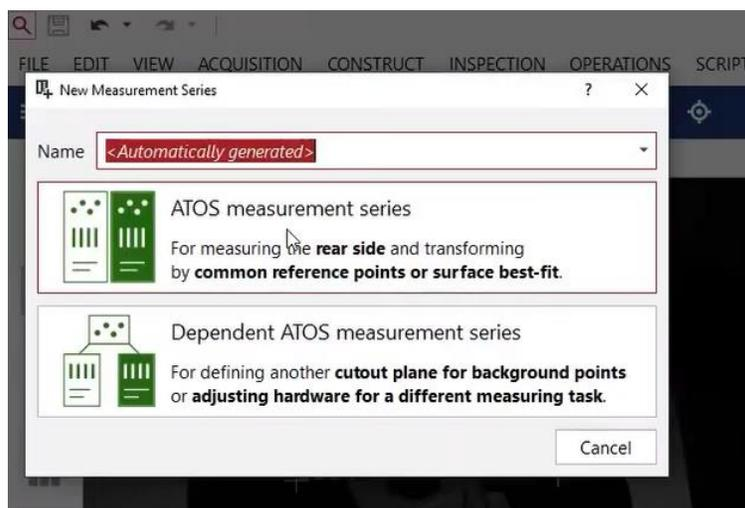 FILE EDIT VIEW ACQUISITION CONSTRUCT INSPECTION OPERATIONS SCRIPT
New Measurement Series
Name <Automatically generated>
ATOS measurement series
For measuring the rear side and transforming
by common reference points or surface best-fit.
Dependent ATOS measurement series
For defining another cutout plane for background points
or adjusting hardware for a different measuring task.
Cancel